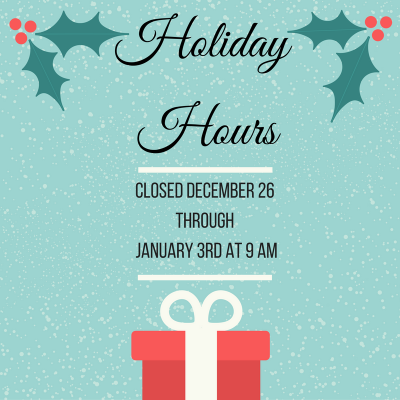 Holiday
Hours
CLOSED DECEMBER 26
THROUGH
JANUARY 3RD AT 9 AM